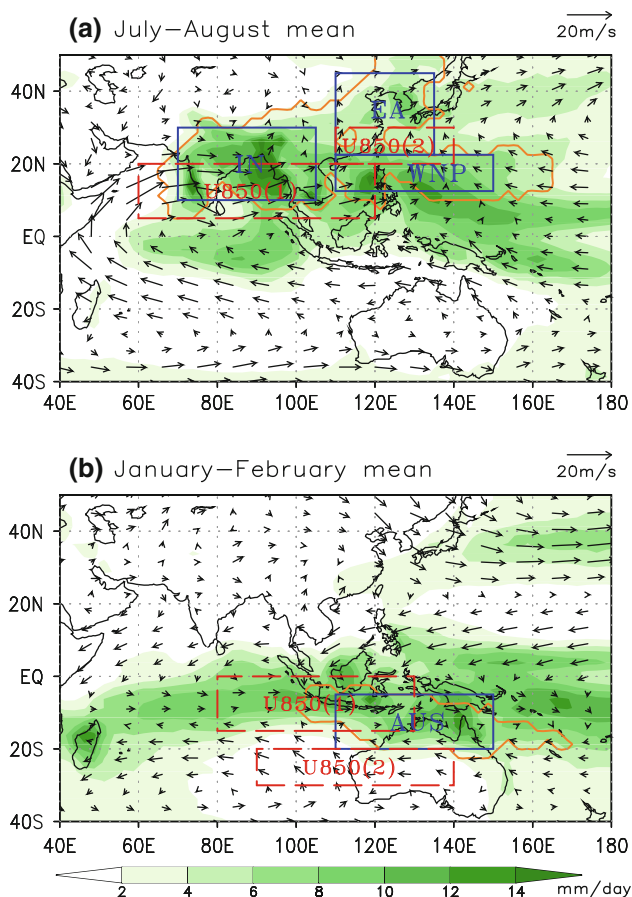 (a) July–August mean
20m/s
40N
20N
EQ
20S
40S
EA
U850(2)
IN
WNP
U850(1)
40E 60E 80E 100E 120E 140E 160E 180
(b) January–February mean
20m/s
40N
20N
EQ
20S
40S
U850(1)
AUS
U850(2)
40E 60E 80E 100E 120E 140E 160E 180
2 4 6 8 10 12 14 mm/day